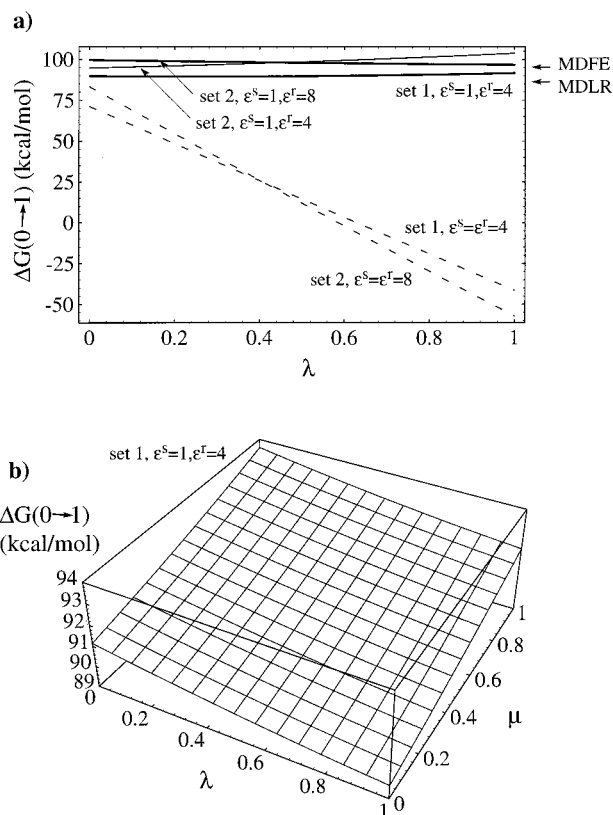 a)
ΔG(0→1) (kcal/mol)
100
75
50
25
0
-25
-50
MDFE
MDLR
set 2, εˢ=1,εʳ=8
set 1, εˢ=1,εʳ=4
set 2, εˢ=1,εʳ=4
set 1, εˢ=εʳ=4
set 2, εˢ=εʳ=8
0 0.2 0.4 0.6 0.8 1
λ
b)
set 1, εˢ=1,εʳ=4
ΔG(0→1)
(kcal/mol)
94
93
92
91
90
89
0
0.2
0.4
0.6
0.8
1
λ
0
0.2
0.4
0.6
0.8
1
μ